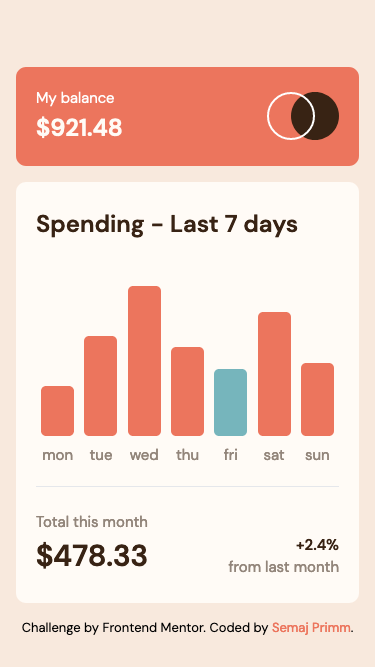 My balance
$921.48
Spending - Last 7 days
mon tue wed thu fri sat sun
Total this month
$478.33
+2.4%
from last month
Challenge by Frontend Mentor. Coded by Semaj Primm.